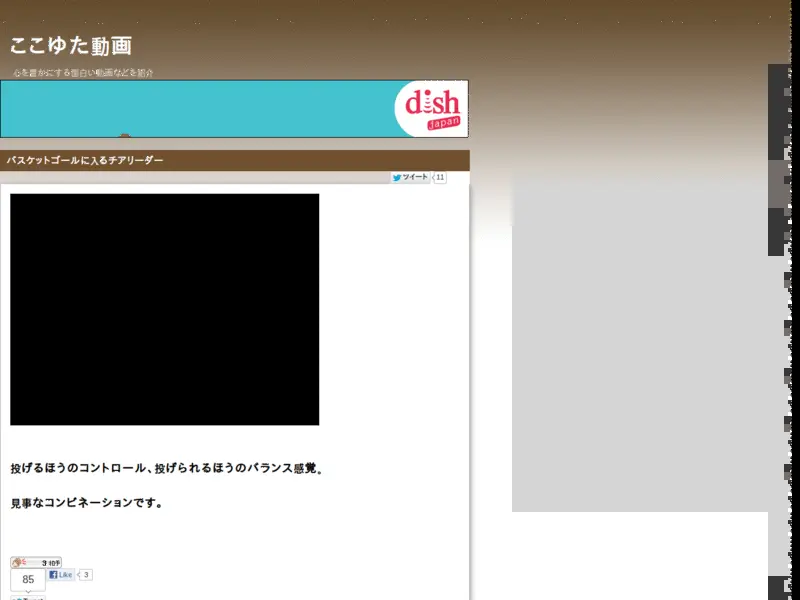 ここゆた動画
心を豊かにする面白い動画などを紹介
dish
japan
バスケットゴールに入るチアリーダー
ツイート
11
投げるほうのコントロール、投げられるほうのバランス感覚。
見事なコンビネーションです。
3 拍手
85
Like
3